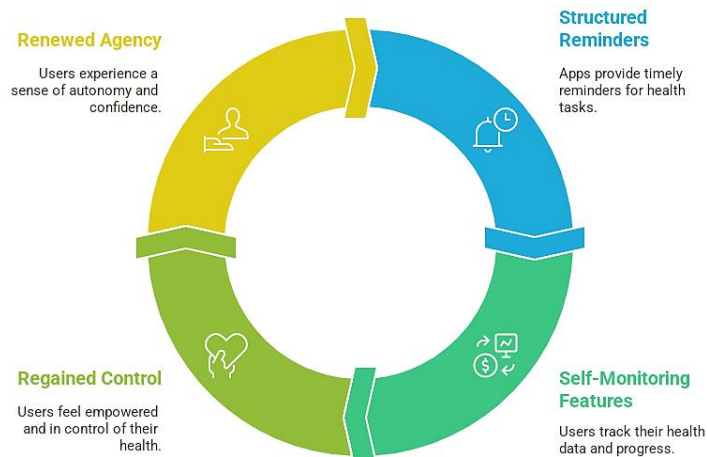 Renewed Agency
Users experience a
sense of autonomy and
confidence.
Structured
Reminders
Apps provide timely
reminders for health
tasks.
Regained Control
Users feel empowered
and in control of their
health.
Self-Monitoring
Features
Users track their health
data and progress.
$